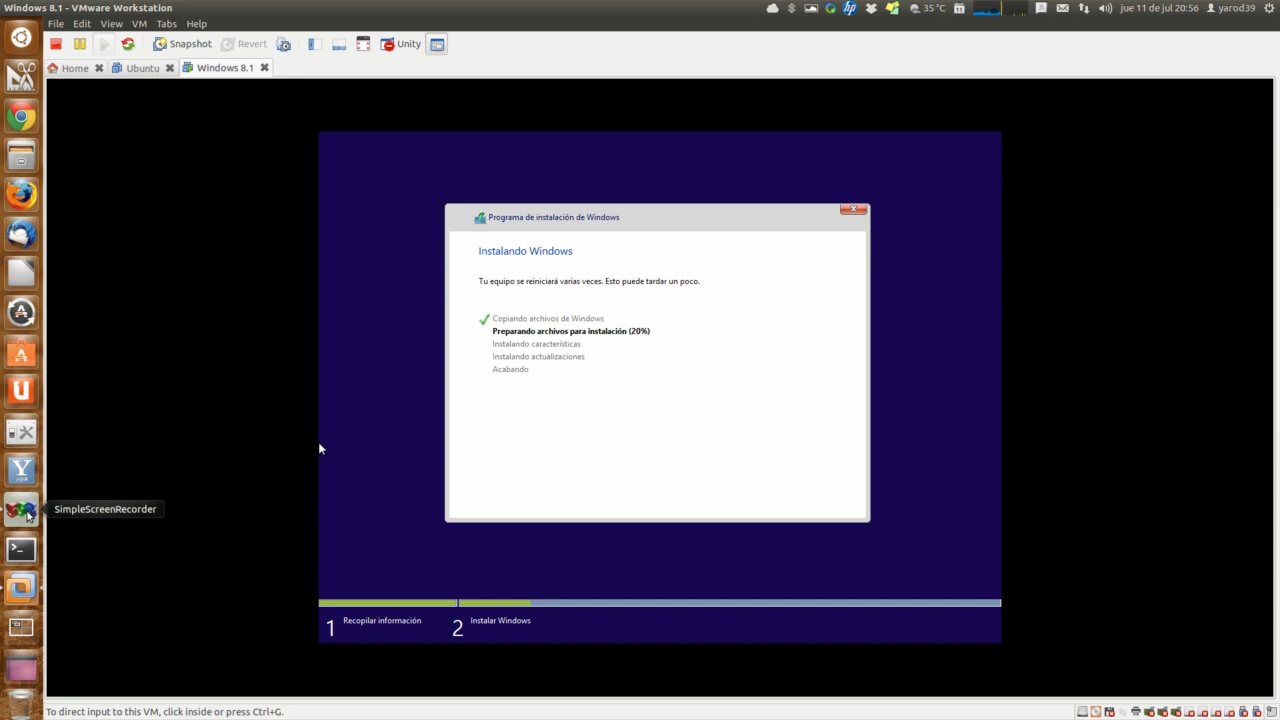 Windows 8.1 - VMware Workstation
35 °C
jue 11 de jul 20:56
yarod39
File Edit View VM Tabs Help
Snapshot
Revert
Unity
Home
Ubuntu
Windows 8.1
Programa de instalación de Windows
Instalando Windows
Tu equipo se reiniciará varias veces. Esto puede tardar un poco.
Copiando archivos de Windows
Preparando archivos para instalación (20%)
Instalando características
Instalando actualizaciones
Acabando
SimpleScreenRecorder
1 Recopilar información
2 Instalar Windows
To direct input to this VM, click inside or press Ctrl+G.